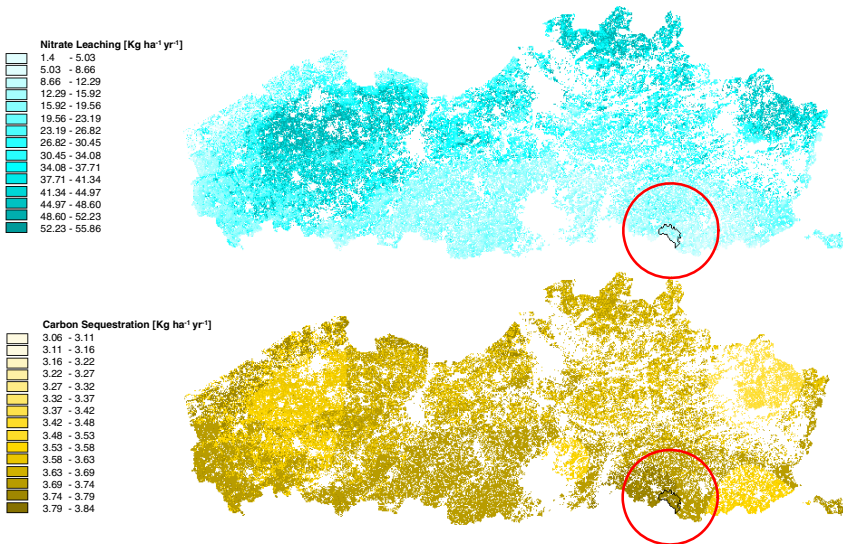 Nitrate Leaching [Kg ha⁻¹ yr⁻¹]
1.4 - 5.03
5.03 - 8.66
8.66 - 12.29
12.29 - 15.92
15.92 - 19.56
19.56 - 23.19
23.19 - 26.82
26.82 - 30.45
30.45 - 34.08
34.08 - 37.71
37.71 - 41.34
41.34 - 44.97
44.97 - 48.60
48.60 - 52.23
52.23 - 55.86
Carbon Sequestration [Kg ha⁻¹ yr⁻¹]
3.06 - 3.11
3.11 - 3.16
3.16 - 3.22
3.22 - 3.27
3.27 - 3.32
3.32 - 3.37
3.37 - 3.42
3.42 - 3.48
3.48 - 3.53
3.53 - 3.58
3.58 - 3.63
3.63 - 3.69
3.69 - 3.74
3.74 - 3.79
3.79 - 3.84